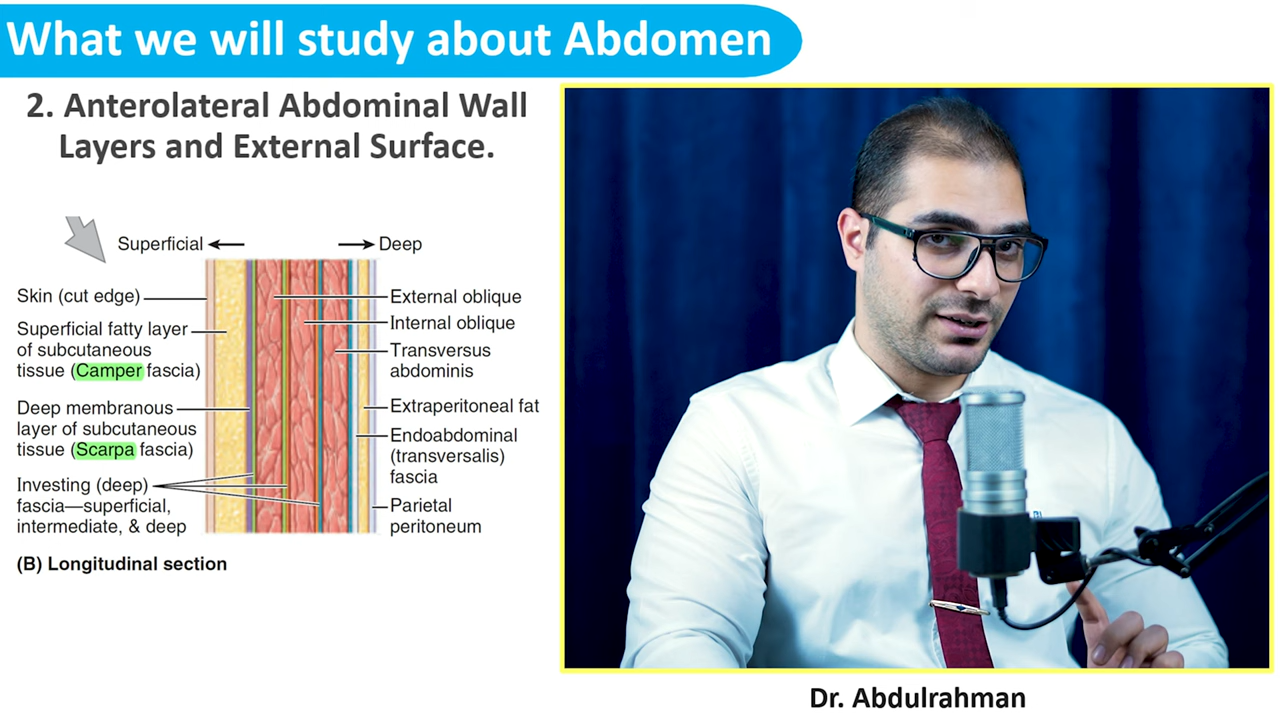 What we will study about Abdomen
2. Anterolateral Abdominal Wall
Layers and External Surface.
Superficial
Deep
Skin (cut edge)
Superficial fatty layer
of subcutaneous
tissue (Camper fascia)
Deep membranous
layer of subcutaneous
tissue (Scarpa fascia)
Investing (deep)
fascia—superficial,
intermediate, & deep
External oblique
Internal oblique
Transversus
abdominis
Extraperitoneal fat
Endoabdominal
(transversalis)
fascia
Parietal
peritoneum
(B) Longitudinal section
Dr. Abdulrahman